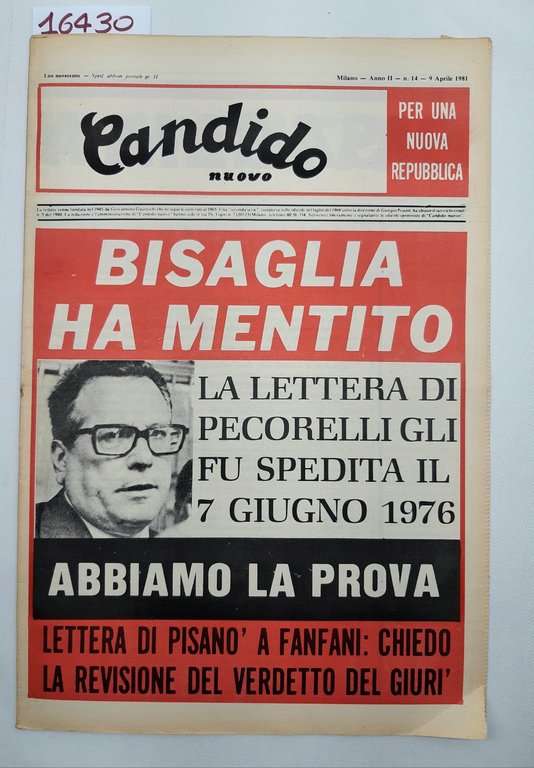 16430
Lire novecento — Sped. abbon. postale gr. II
Milano — Anno II — n. 14 — 9 Aprile 1981
Candido
nuovo
PER UNA
NUOVA
REPUBBLICA
BISAGLIA
HA MENTITO
LA LETTERA DI
PECORELLI GLI
FU SPEDITA IL
7 GIUGNO 1976
ABBIAMO LA PROVA
LETTERA DI PISANO' A FANFANI: CHIEDO
LA REVISIONE DEL VERDETTO DEL GIURI'